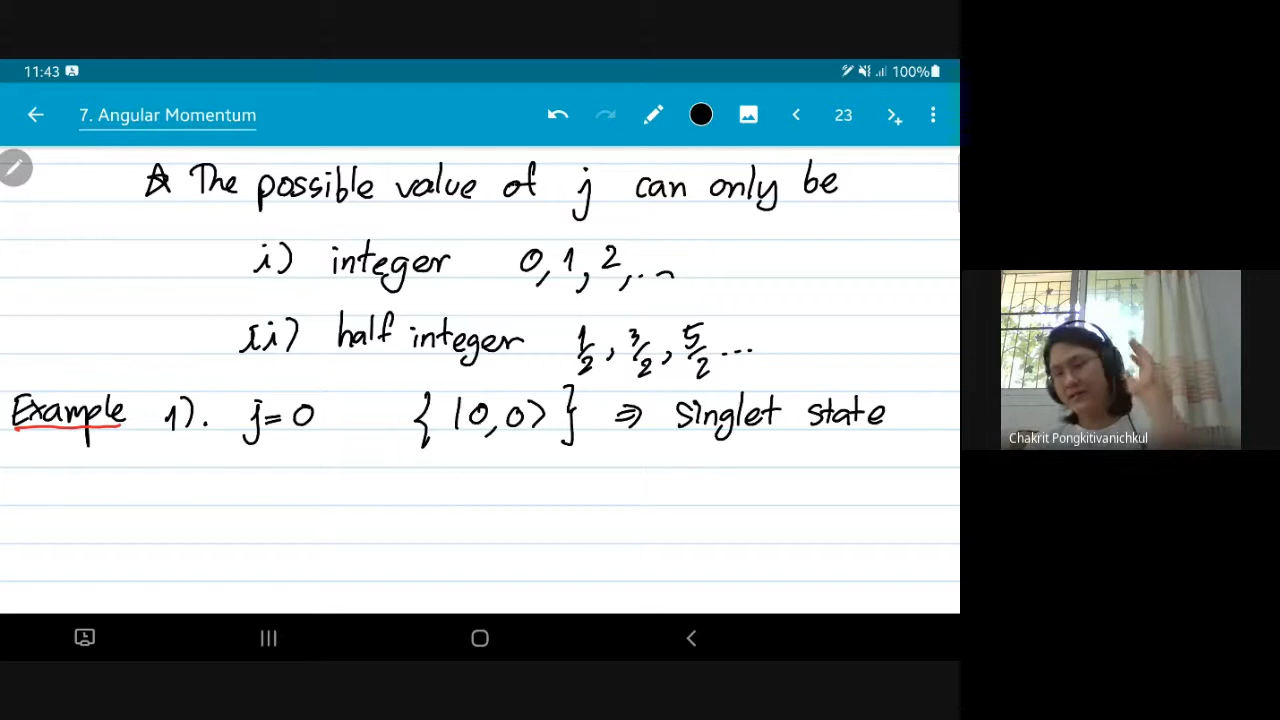 11:43 100%
7. Angular Momentum 23
☆ The possible value of j can only be
i) integer 0, 1, 2, ...
ii) half integer 1/2, 3/2, 5/2 ...
Example 1). j = 0 { |0,0> } ⇒ singlet state
Chakrit Pongkitivanichkul